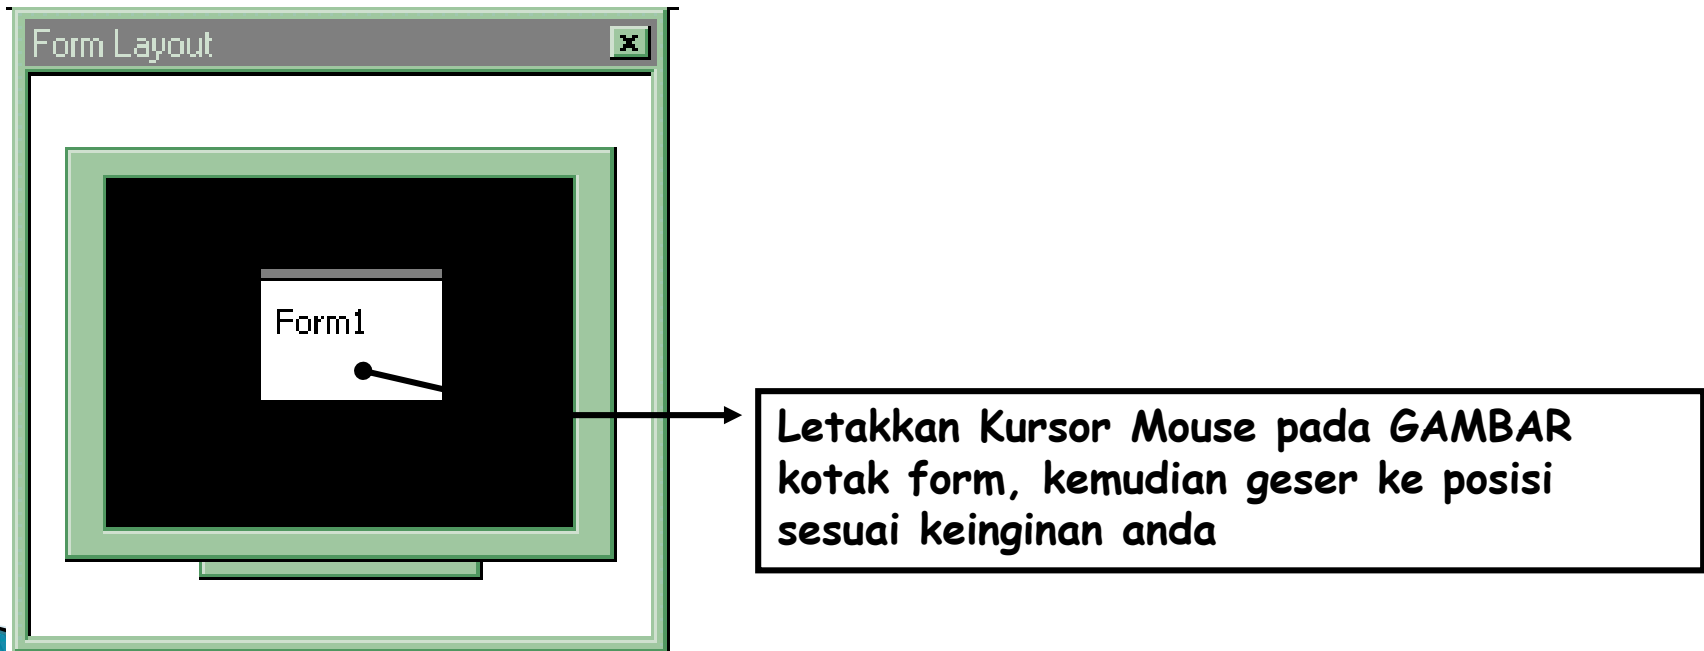 Form Layout
Form1
Letakkan Kursor Mouse pada GAMBAR
kotak form, kemudian geser ke posisi
sesuai keinginan anda